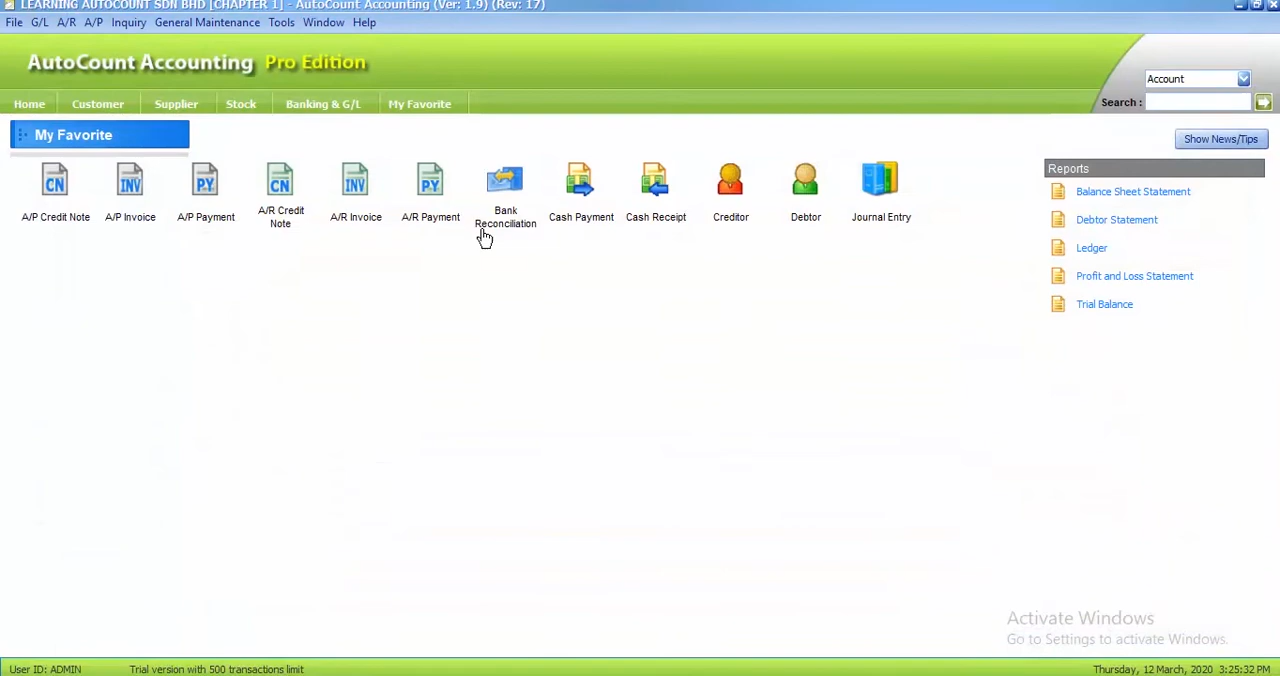 LEARNING AUTOCOUNT SDN BHD [CHAPTER 1] - AutoCount Accounting (Ver: 1.9) (Rev: 17)
File G/L A/R A/P Inquiry General Maintenance Tools Window Help
AutoCount Accounting Pro Edition
Account
Search :
Home Customer Supplier Stock Banking & G/L My Favorite
My Favorite
Show News/Tips
CN INV PY CN INV PY
A/P Credit Note
A/P Invoice
A/P Payment
A/R Credit
Note
A/R Invoice
A/R Payment
Bank
Reconciliation
Cash Payment
Cash Receipt
Creditor
Debtor
Journal Entry
Reports
Balance Sheet Statement
Debtor Statement
Ledger
Profit and Loss Statement
Trial Balance
Activate Windows
Go to Settings to activate Windows.
User ID: ADMIN Trial version with 500 transactions limit Thursday, 12 March, 2020 3:25:32 PM